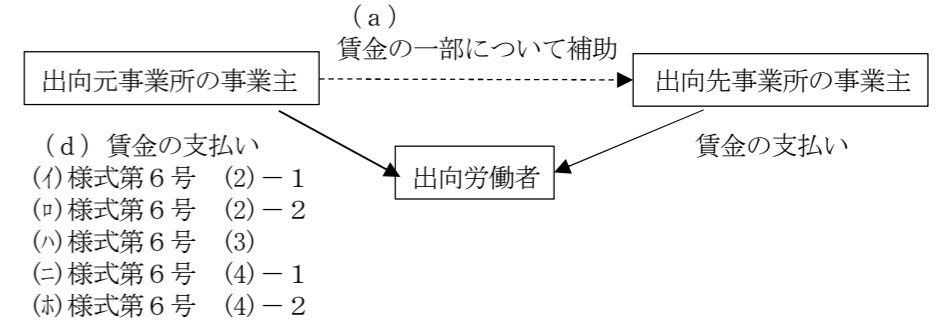 （a）
賃金の一部について補助
出向元事業所の事業主
出向先事業所の事業主
（d）賃金の支払い
賃金の支払い
(ｲ)様式第６号　(2)－１
出向労働者
(ﾛ)様式第６号　(2)－２
(ﾊ)様式第６号　(3)
(ﾆ)様式第６号　(4)－１
(ﾎ)様式第６号　(4)－２